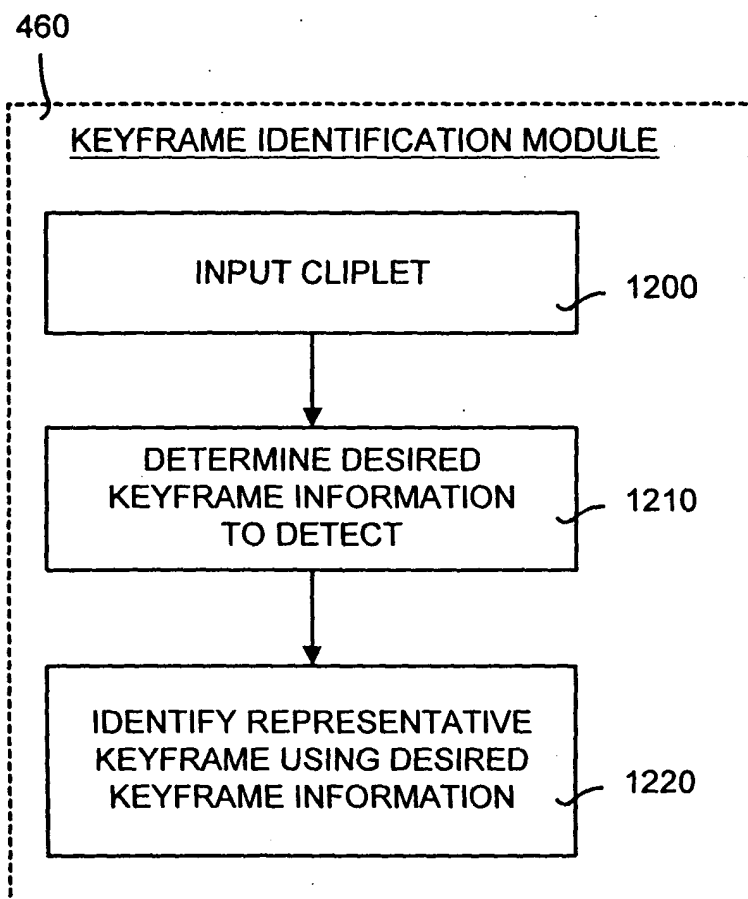 460
KEYFRAME IDENTIFICATION MODULE
INPUT CLIPLET
1200
DETERMINE DESIRED
KEYFRAME INFORMATION
TO DETECT
1210
IDENTIFY REPRESENTATIVE
KEYFRAME USING DESIRED
KEYFRAME INFORMATION
1220